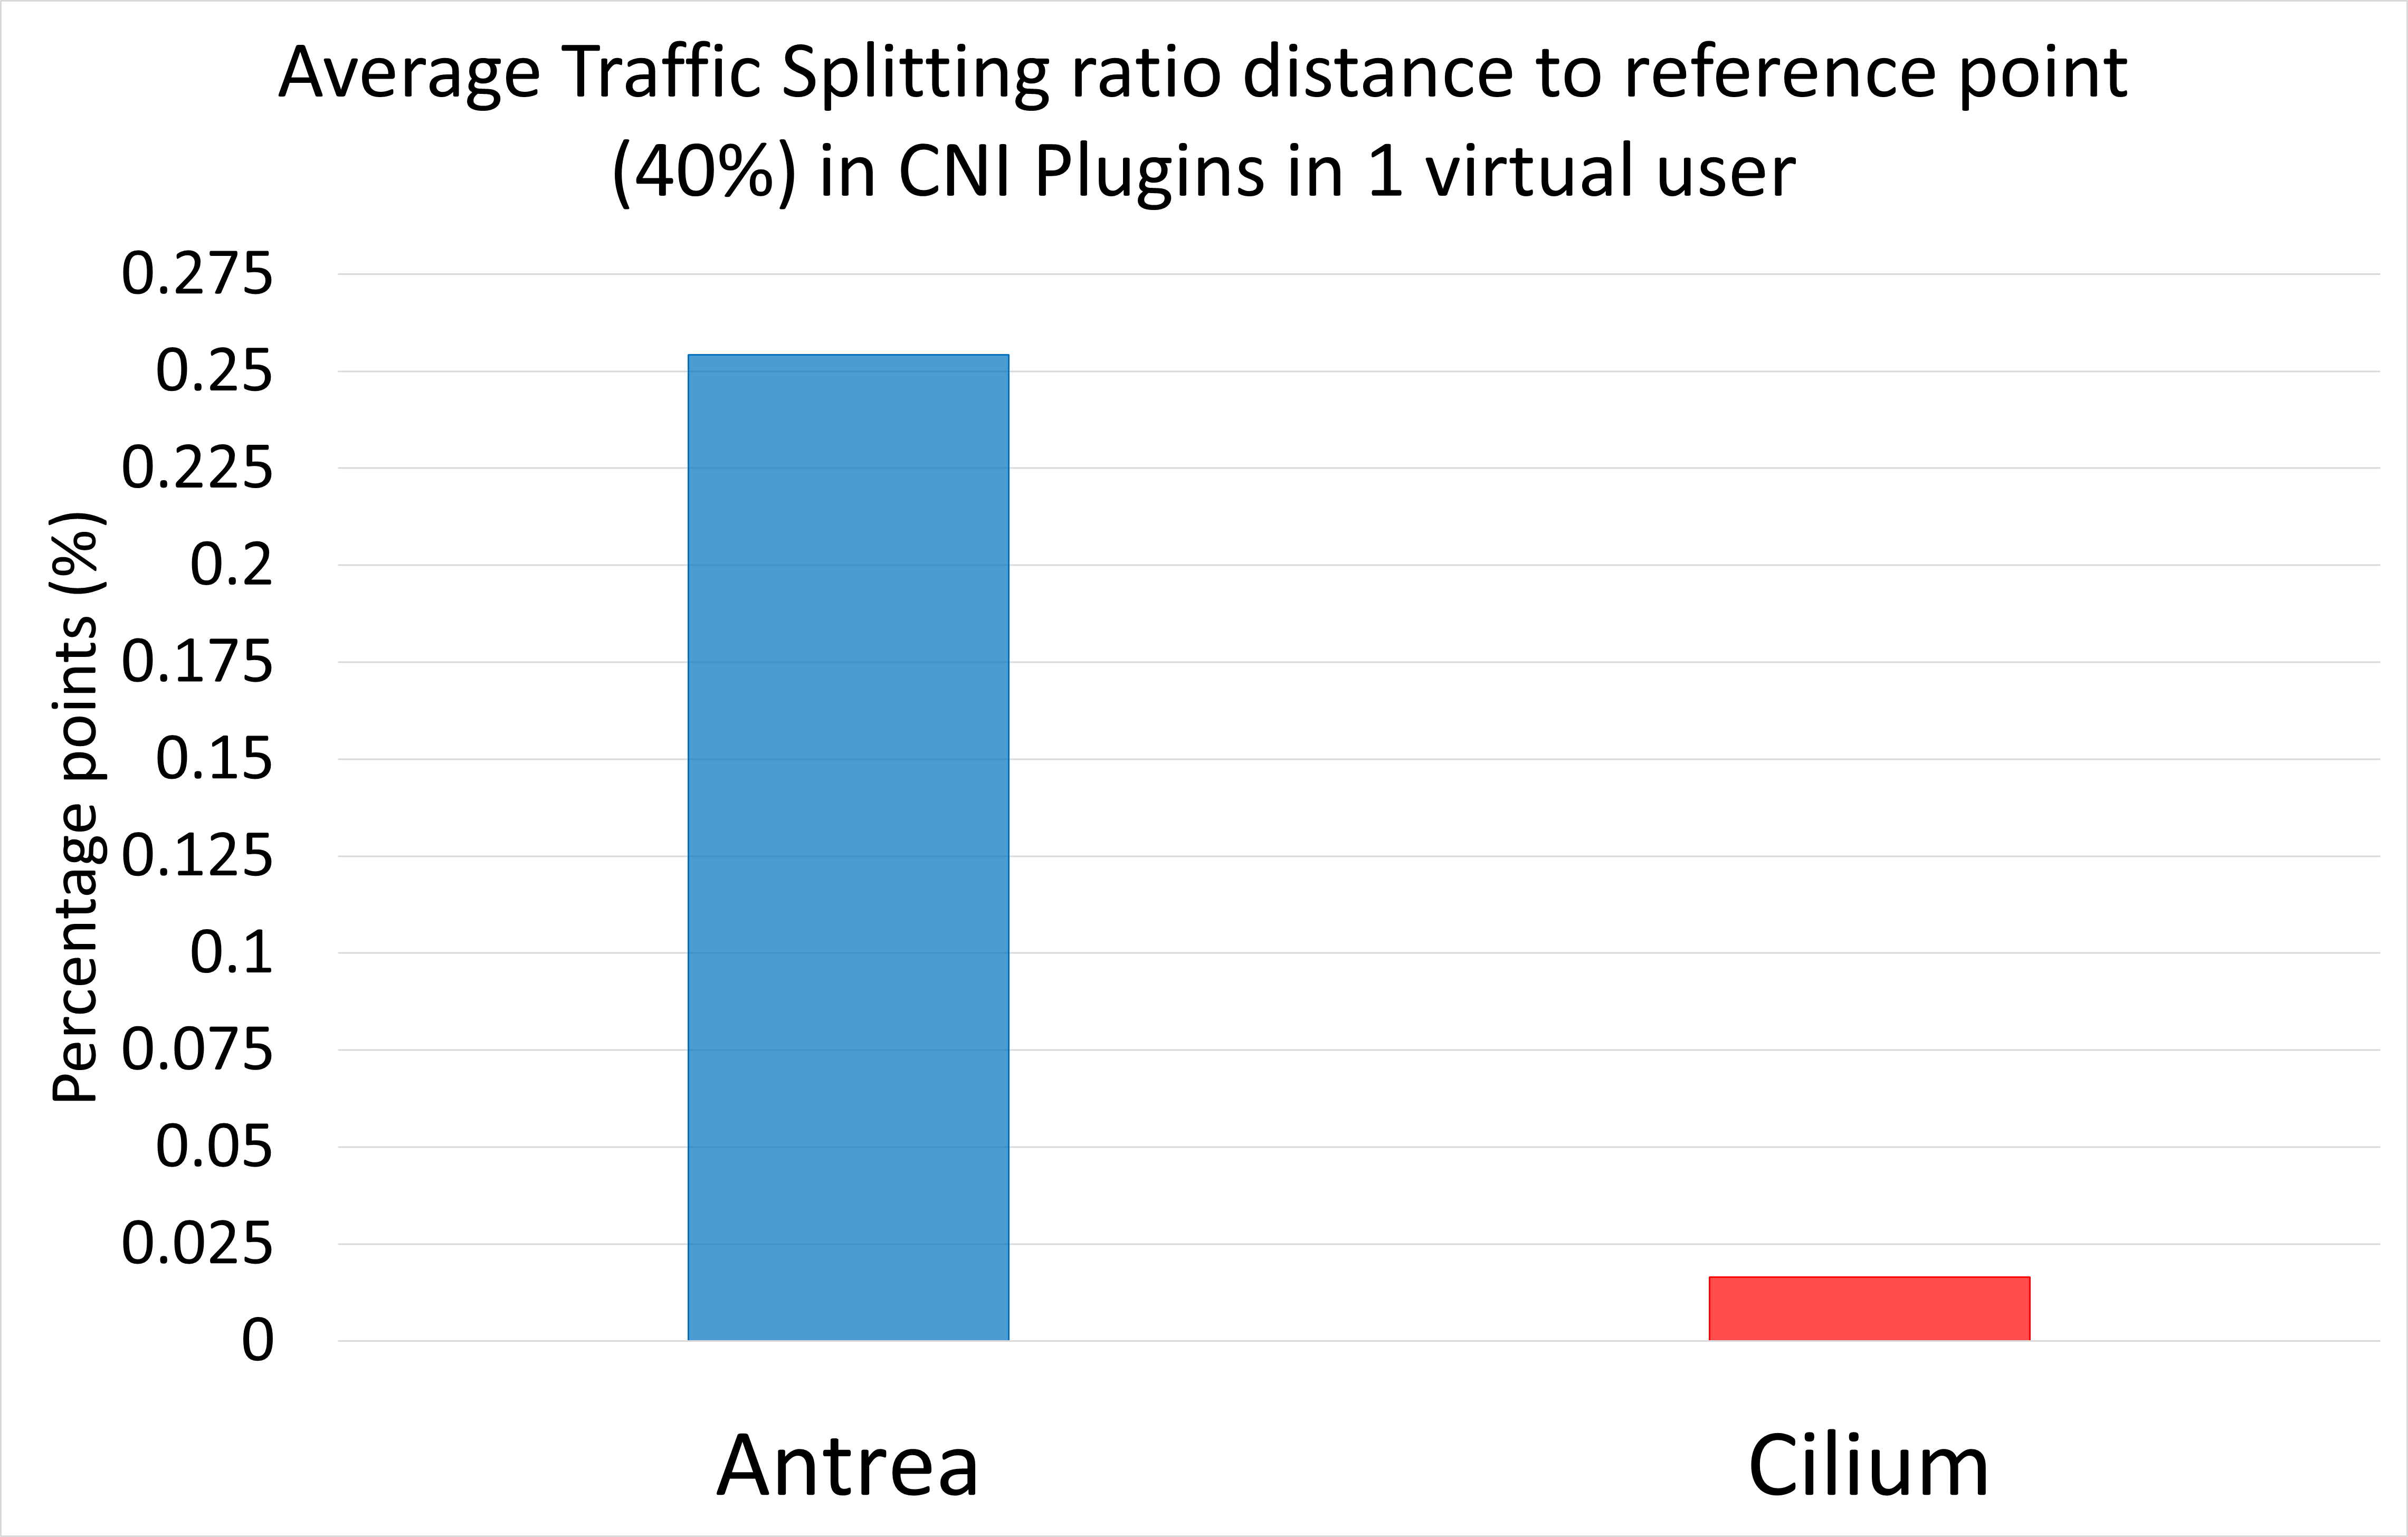 Average Traffic Splitting ratio distance to reference point
(40%) in CNI Plugins in 1 virtual user
Percentage points (%)
0.275
0.25
0.225
0.2
0.175
0.15
0.125
0.1
0.075
0.05
0.025
0
Antrea
Cilium